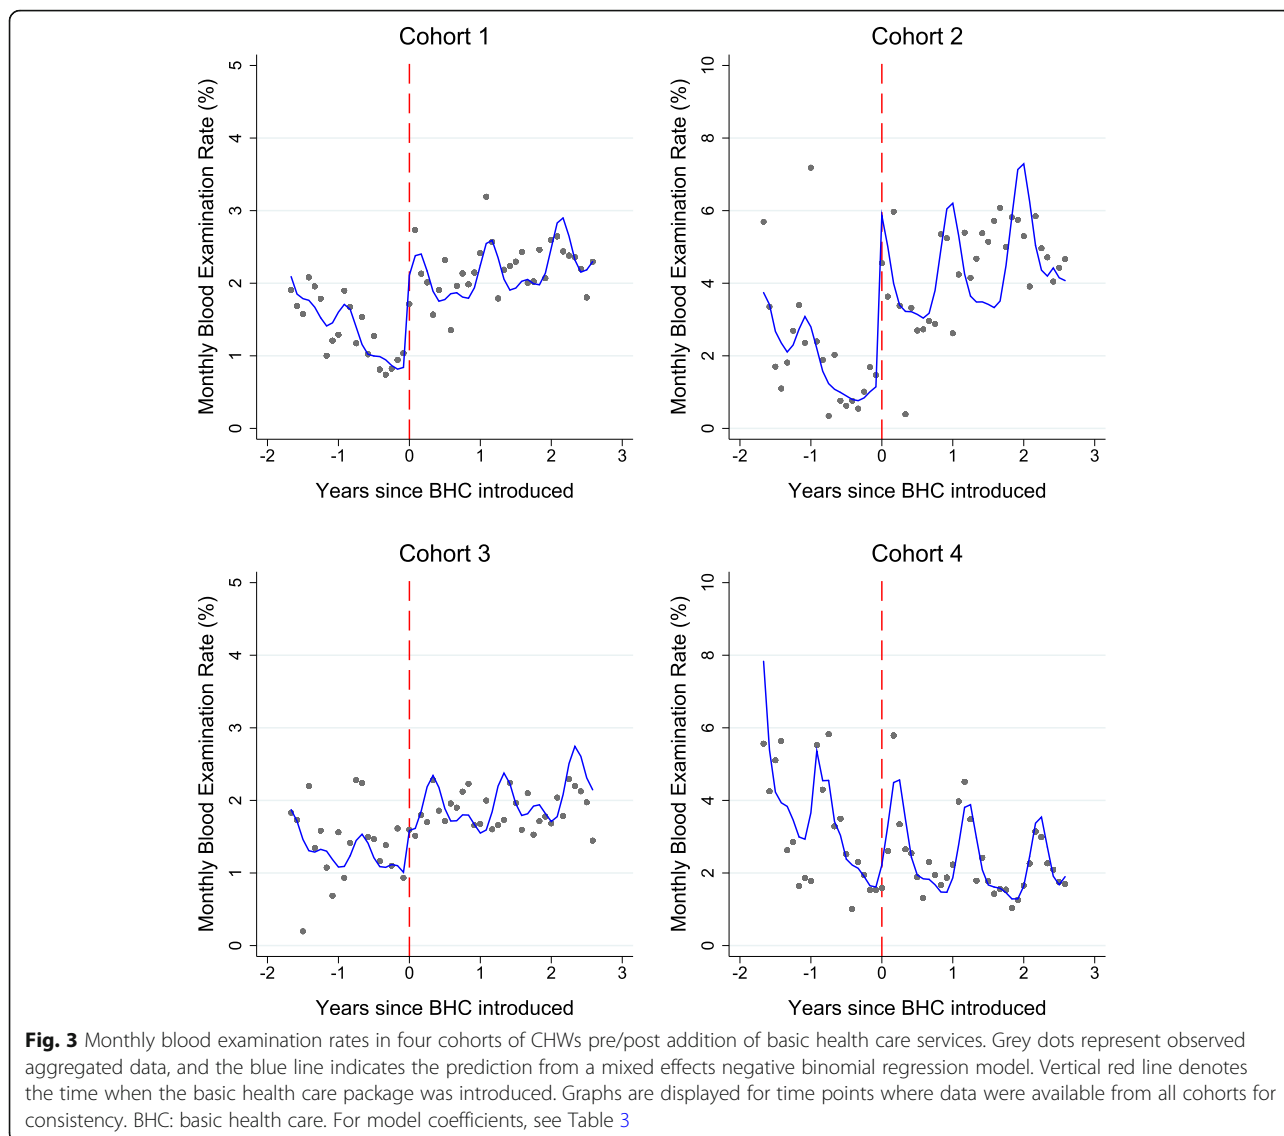 Cohort 1
Monthly Blood Examination Rate (%)
5
4
3
2
1
0
-2 -1 0 1 2 3
Years since BHC introduced
Cohort 2
Monthly Blood Examination Rate (%)
10
8
6
4
2
0
-2 -1 0 1 2 3
Years since BHC introduced
Cohort 3
Monthly Blood Examination Rate (%)
5
4
3
2
1
0
-2 -1 0 1 2 3
Years since BHC introduced
Cohort 4
Monthly Blood Examination Rate (%)
10
8
6
4
2
0
-2 -1 0 1 2 3
Years since BHC introduced
Fig. 3 Monthly blood examination rates in four cohorts of CHWs pre/post addition of basic health care services. Grey dots represent observed
aggregated data, and the blue line indicates the prediction from a mixed effects negative binomial regression model. Vertical red line denotes
the time when the basic health care package was introduced. Graphs are displayed for time points where data were available from all cohorts for
consistency. BHC: basic health care. For model coefficients, see Table 3